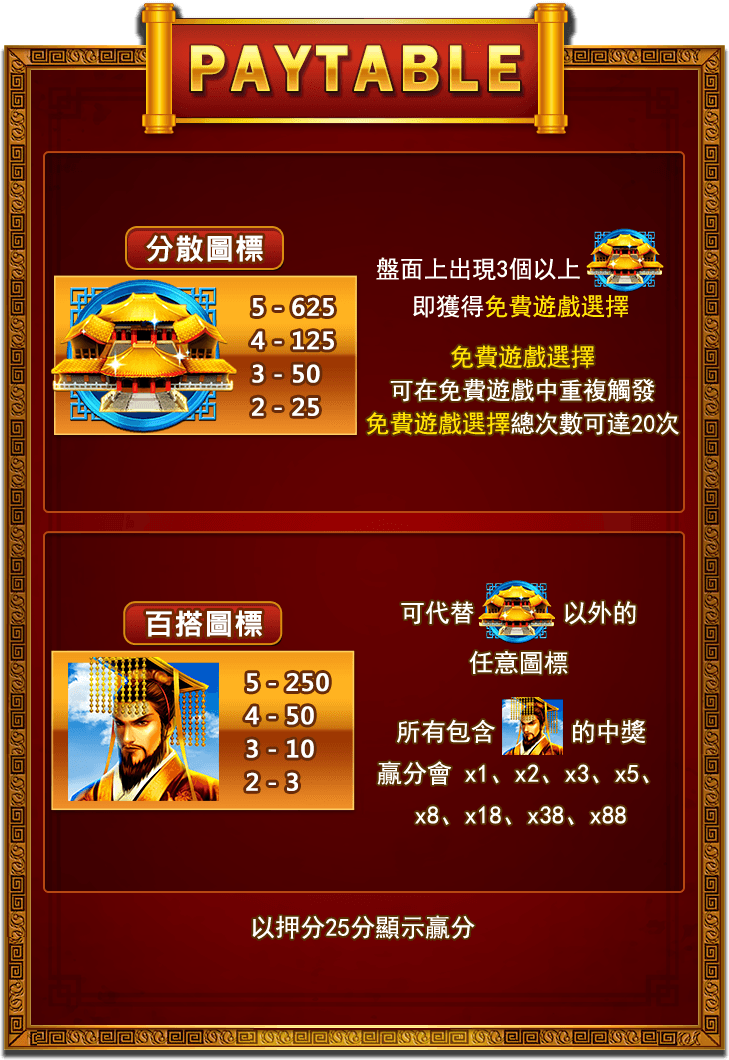 PAYTABLE
分散圖標
5 - 625
4 - 125
3 - 50
2 - 25
盤面上出現3個以上
即獲得免費遊戲選擇
免費遊戲選擇
可在免費遊戲中重複觸發
免費遊戲選擇總次數可達20次
百搭圖標
5 - 250
4 - 50
3 - 10
2 - 3
可代替 以外的
任意圖標
所有包含 的中獎
贏分會 x1、x2、x3、x5、
x8、x18、x38、x88
以押分25分顯示贏分